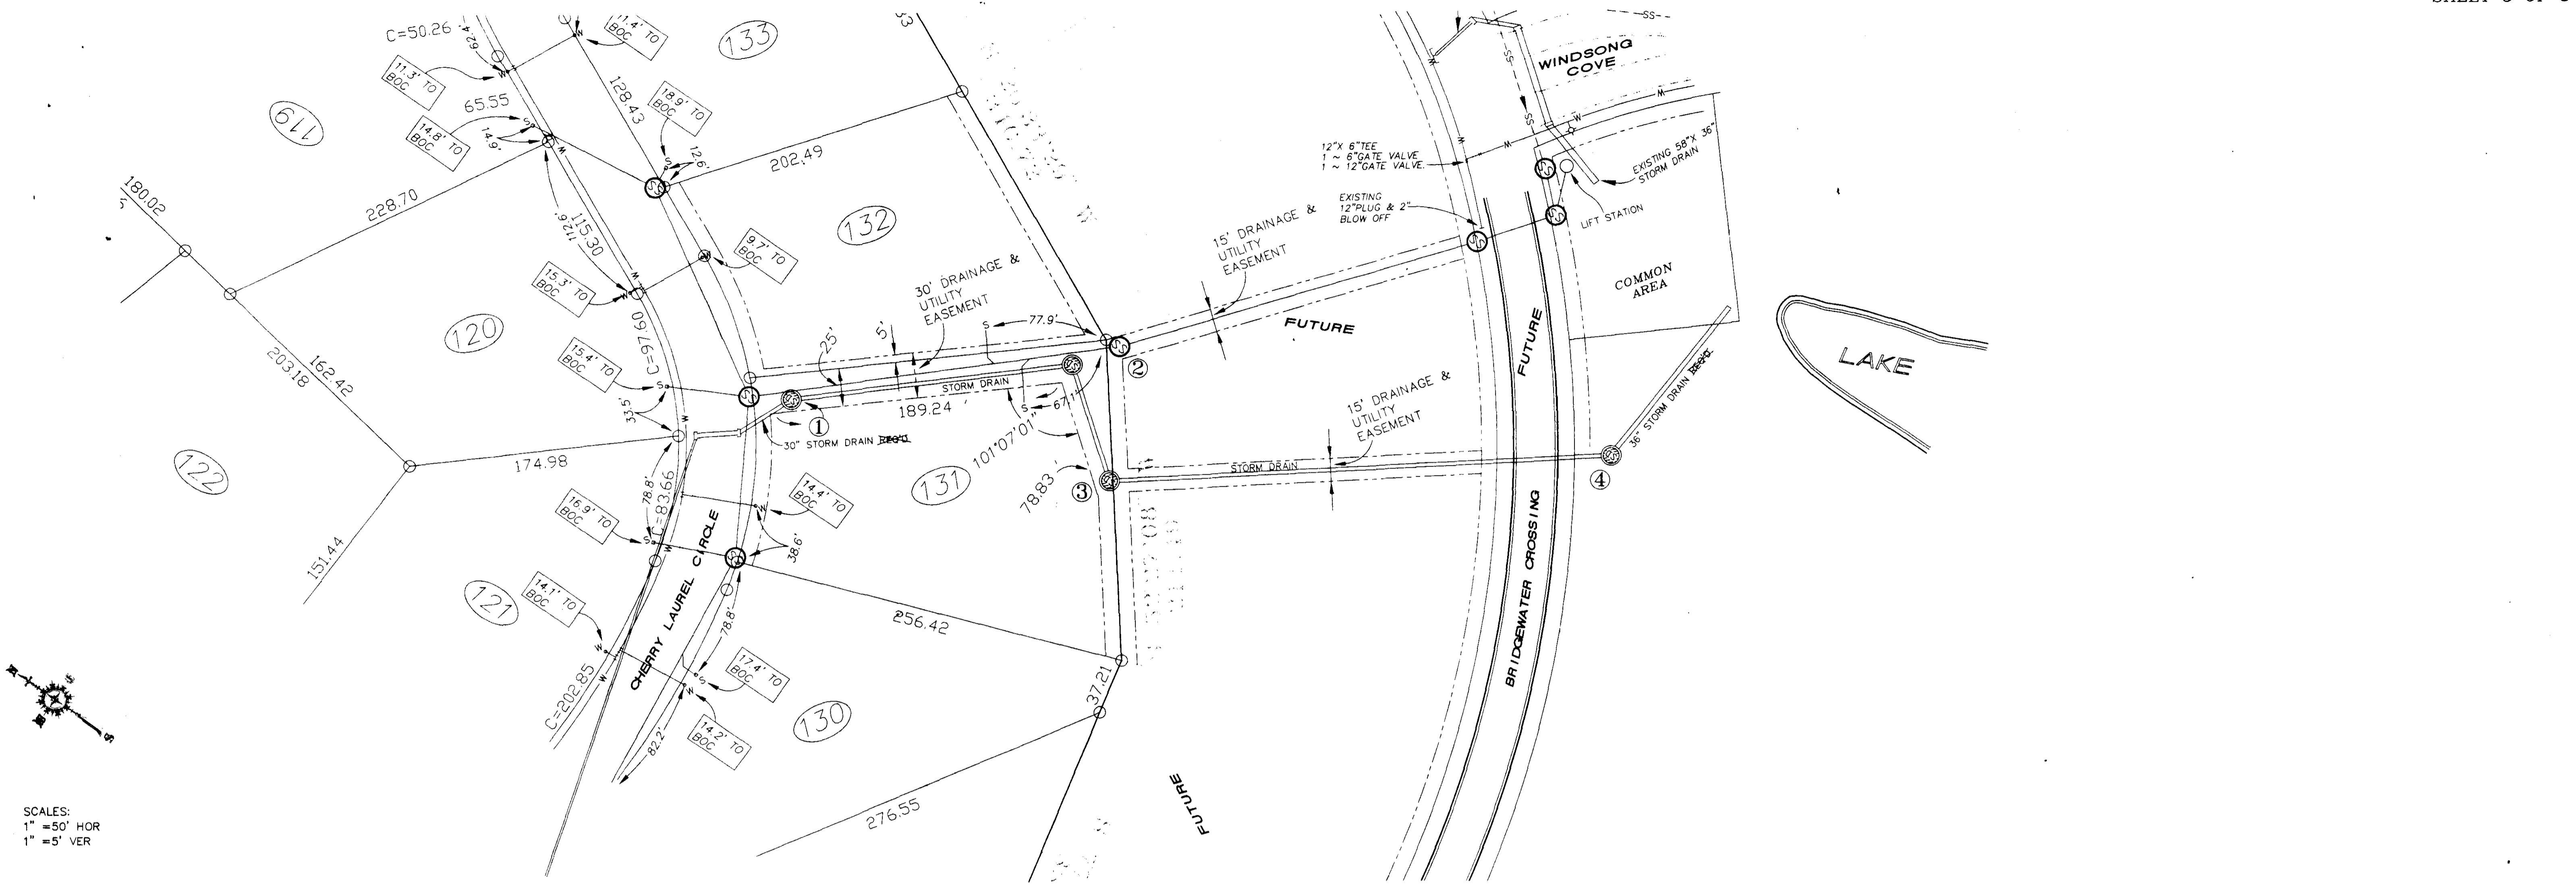 C=50.26
62.4'
11.4' TO
BOC
133
11.3' TO
BOC
65.55
128.43
18.9' TO
BOC
119
14.8' TO
BOC
14.9'
12.6'
202.49
180.02
228.70
112.6'
115.30
132
9.7' TO
BOC
15.3' TO
BOC
C=97.60
120
15.4' TO
BOC
33.5'
162.42
203.18
174.98
122
151.44
78.8'
C=83.66
16.9' TO
BOC
14.4' TO
BOC
38.6'
121
14.1' TO
BOC
C=202.85
CHERRY LAUREL CIRCLE
78.8'
17.4' TO
BOC
14.2' TO
BOC
82.2'
130
256.42
276.55
37.21
FUTURE
30' DRAINAGE &
UTILITY
EASEMENT
25'
5'
77.9'
67.1'
STORM DRAIN
189.24
①
30" STORM DRAIN REQ'D.
②
131
101°07'01"
78.83
③
15' DRAINAGE &
UTILITY
EASEMENT
FUTURE
15' DRAINAGE &
UTILITY
EASEMENT
STORM DRAIN
12"X 6"TEE
1 ~ 6"GATE VALVE
1 ~ 12"GATE VALVE.
EXISTING
12"PLUG & 2"
BLOW OFF
WINDSONG
COVE
EXISTING 58"X 36"
STORM DRAIN
LIFT STATION
COMMON
AREA
FUTURE
BRIDGEWATER CROSSING
36" STORM DRAIN REQ'D.
④
LAKE
SCALES:
1" =50' HOR
1" =5' VER